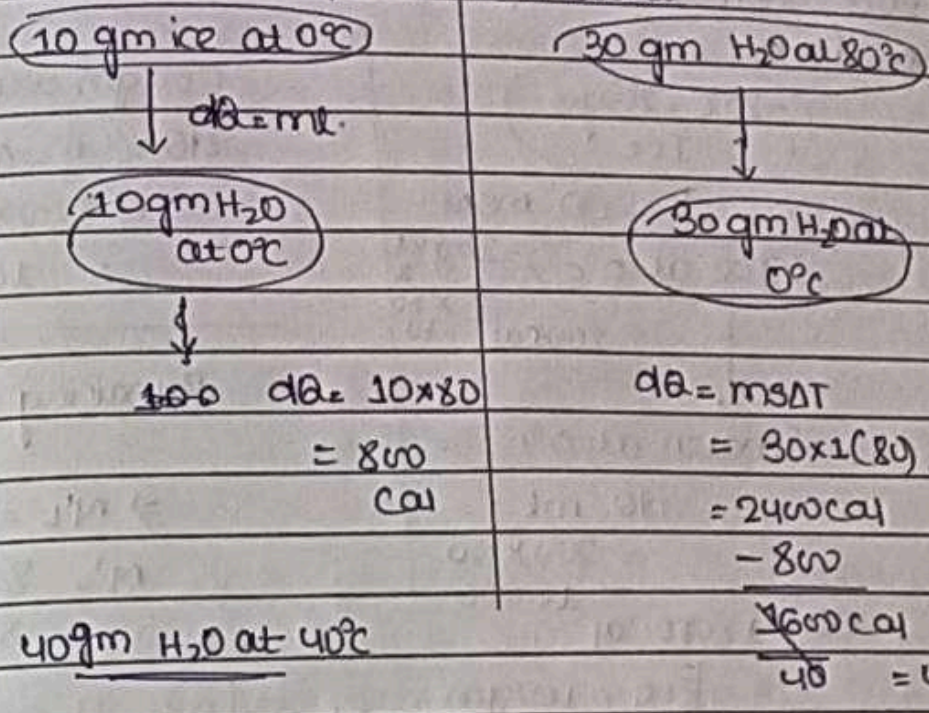 10 gm ice at 0°C
dQ = ml.
10gm H₂O
at 0°C
100 dQ = 10×80
= 800
Cal
40gm H₂O at 40°C
30 gm H₂O at 80°C
30 gm H₂O at
0°C
dQ = msΔT
= 30×1(80)
= 2400 cal
- 800
1600 cal
40 =